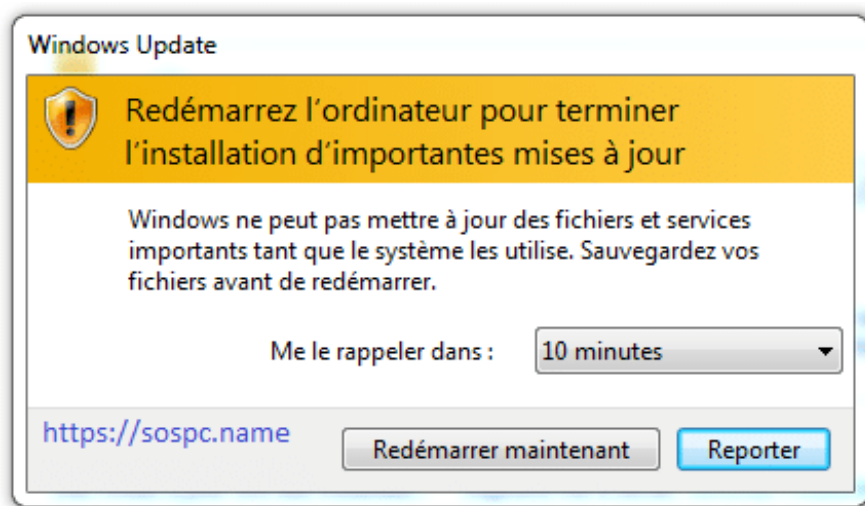 Windows Update
Redémarrez l'ordinateur pour terminer
l'installation d'importantes mises à jour
Windows ne peut pas mettre à jour des fichiers et services
importants tant que le système les utilise. Sauvegardez vos
fichiers avant de redémarrer.
Me le rappeler dans : 10 minutes
https://sospc.name Redémarrer maintenant Reporter